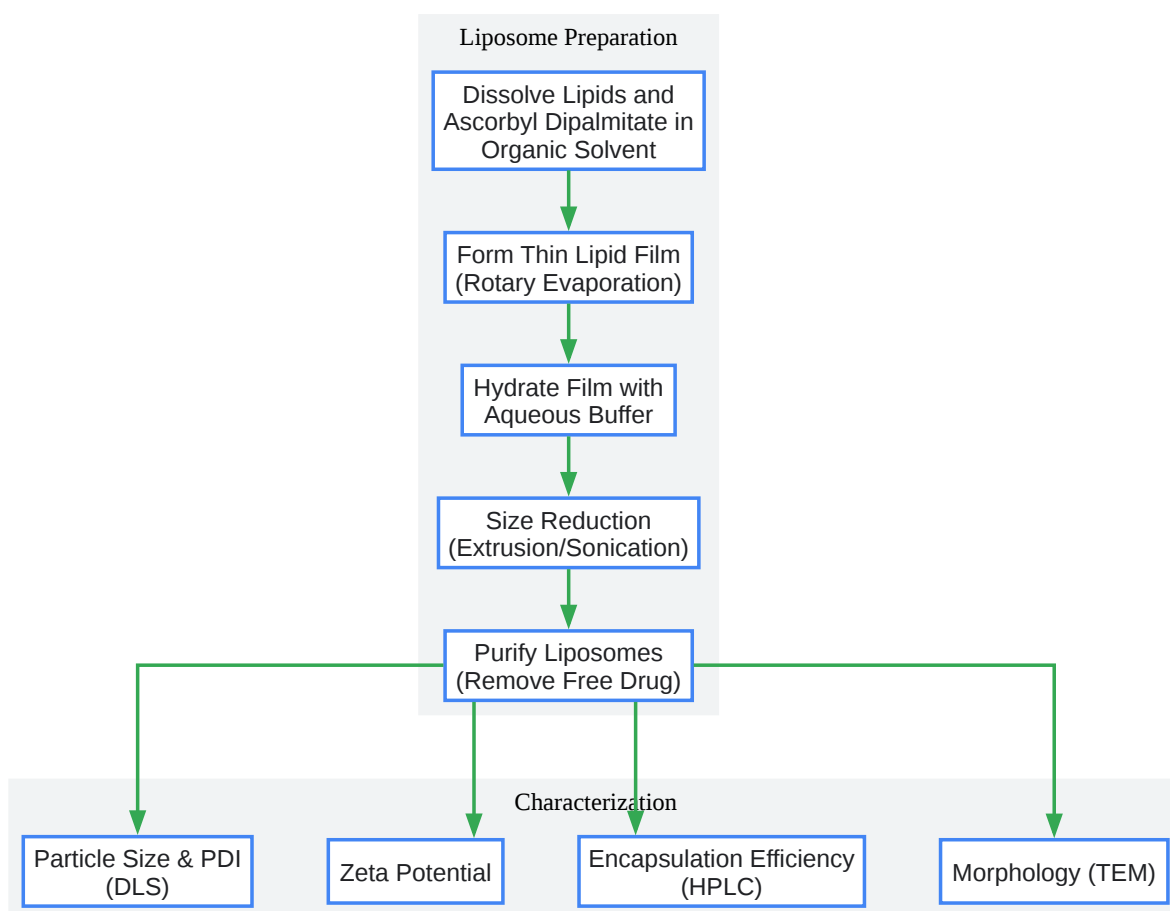 Liposome Preparation
Dissolve Lipids and
Ascorbyl Dipalmitate in
Organic Solvent
Form Thin Lipid Film
(Rotary Evaporation)
Hydrate Film with
Aqueous Buffer
Size Reduction
(Extrusion/Sonication)
Purify Liposomes
(Remove Free Drug)
Characterization
Particle Size & PDI
(DLS)
Zeta Potential
Encapsulation Efficiency
(HPLC)
Morphology (TEM)